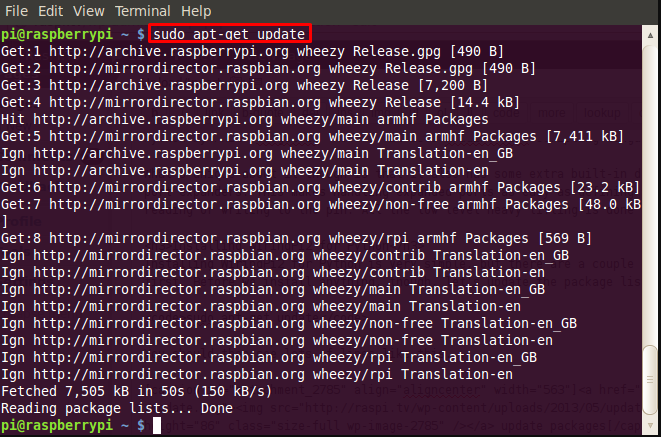 File Edit View Terminal Help
pi@raspberrypi ~ $ sudo apt-get update
Get:1 http://archive.raspberrypi.org wheezy Release.gpg [490 B]
Get:2 http://mirrordirector.raspbian.org wheezy Release.gpg [490 B]
Get:3 http://archive.raspberrypi.org wheezy Release [7,200 B]
Get:4 http://mirrordirector.raspbian.org wheezy Release [14.4 kB]
Hit http://archive.raspberrypi.org wheezy/main armhf Packages
Get:5 http://mirrordirector.raspbian.org wheezy/main armhf Packages [7,411 kB]
Ign http://archive.raspberrypi.org wheezy/main Translation-en_GB
Ign http://archive.raspberrypi.org wheezy/main Translation-en
Get:6 http://mirrordirector.raspbian.org wheezy/contrib armhf Packages [23.2 kB]
Get:7 http://mirrordirector.raspbian.org wheezy/non-free armhf Packages [48.0 kB
]
Get:8 http://mirrordirector.raspbian.org wheezy/rpi armhf Packages [569 B]
Ign http://mirrordirector.raspbian.org wheezy/contrib Translation-en_GB
Ign http://mirrordirector.raspbian.org wheezy/contrib Translation-en
Ign http://mirrordirector.raspbian.org wheezy/main Translation-en_GB
Ign http://mirrordirector.raspbian.org wheezy/main Translation-en
Ign http://mirrordirector.raspbian.org wheezy/non-free Translation-en_GB
Ign http://mirrordirector.raspbian.org wheezy/non-free Translation-en
Ign http://mirrordirector.raspbian.org wheezy/rpi Translation-en_GB
Ign http://mirrordirector.raspbian.org wheezy/rpi Translation-en
Fetched 7,505 kB in 50s (150 kB/s)
Reading package lists... Done
pi@raspberrypi ~ $